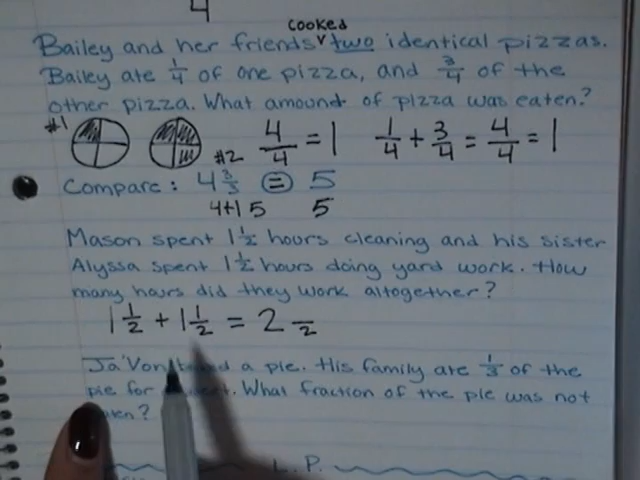 4
cooked
Bailey and her friends ˅ two identical pizzas.
Bailey ate 1/4 of one pizza, and 3/4 of the
other pizza. What amount of pizza was eaten?
#1 #2 4/4 = 1 1/4 + 3/4 = 4/4 = 1
Compare: 4 3/3 = 5
4+1 5 5
Mason spent 1 1/2 hours cleaning and his sister
Alyssa spent 1 1/2 hours doing yard work. How
many hours did they work altogether?
1 1/2 + 1 1/2 = 2 _/2
Ja'Von a pie. His family ate 1/3 of the
pie for. What fraction of the pie was not
L.P.